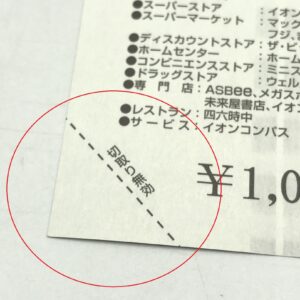 ●スーパーストア：イオン
●スーパーマーケット：マック
フジ、
●ディスカウントストア：ザ・ビ
●ホームセンター：ホーム
●コンビニエンスストア：ミニス
●ドラッグストア：ウェル
●専門店：ASBee、メガスポ
未来屋書店、イオ
●レストラン：四六時中
●サービス：イオンコンパス
¥1,0
切取り無効